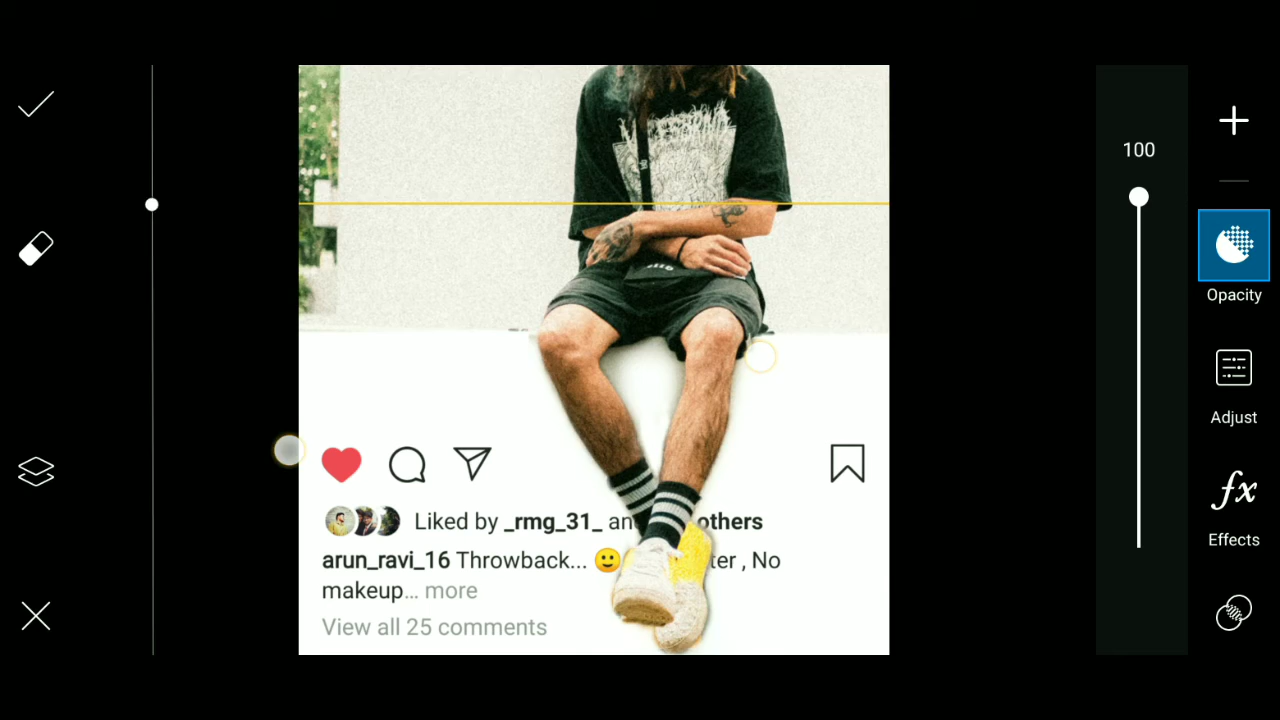 100
Opacity
Adjust
fx
Effects
Liked by _rmg_31_ an others
arun_ravi_16 Throwback... 🙂 ter , No
makeup... more
View all 25 comments